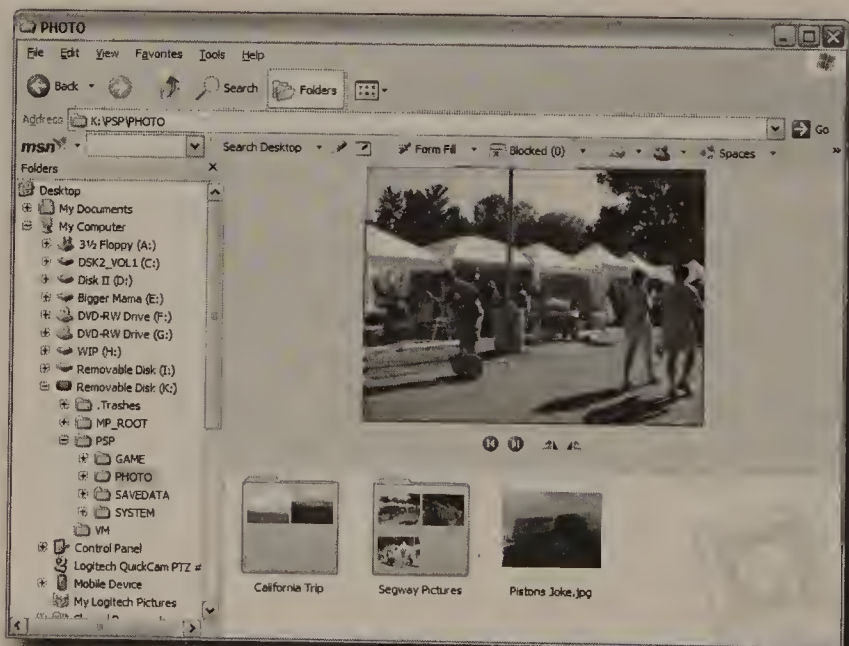 PHOTO
File Edit View Favorites Tools Help
Back Search Folders
Address K:\PSP\PHOTO Go
msn Search Desktop Form Fill Blocked (0) Spaces »
Folders x
Desktop
My Documents
My Computer
3½ Floppy (A:)
DSK2_VOL1 (C:)
Disk II (D:)
Bigger Mama (E:)
DVD-RW Drive (F:)
DVD-RW Drive (G:)
WIP (H:)
Removable Disk (I:)
Removable Disk (K:)
.Trashes
MP_ROOT
PSP
GAME
PHOTO
SAVEDATA
SYSTEM
VM
Control Panel
Logitech QuickCam PTZ #
Mobile Device
My Logitech Pictures
California Trip
Segway Pictures
Pistons Joke.jpg